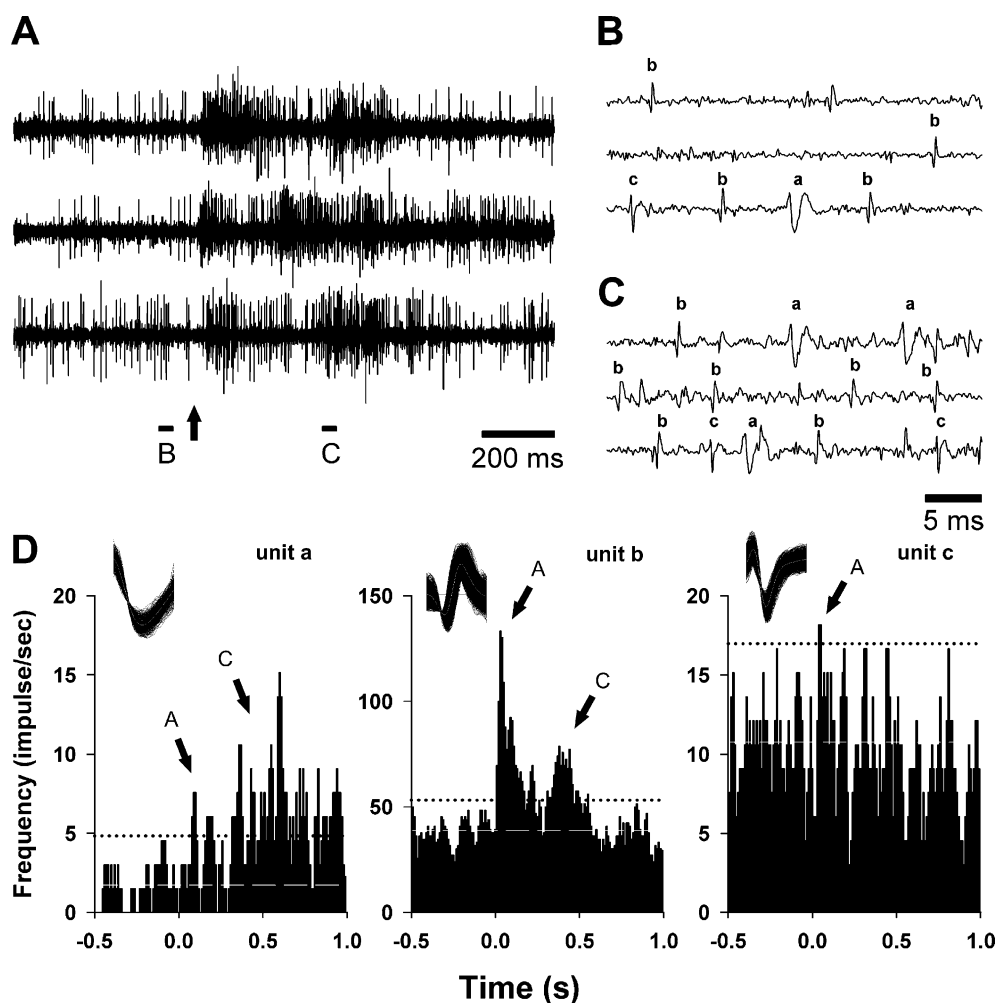 A
B
b
b
c b a b
C
b a a
b b b b
b c a b c
B C
200 ms
5 ms
D
unit a
unit b
unit c
A
C
A
C
A
Frequency (impulse/sec)
20
15
10
5
0
150
100
50
0
20
15
10
5
0
-0.5 0.0 0.5 1.0
-0.5 0.0 0.5 1.0
-0.5 0.0 0.5 1.0
Time (s)